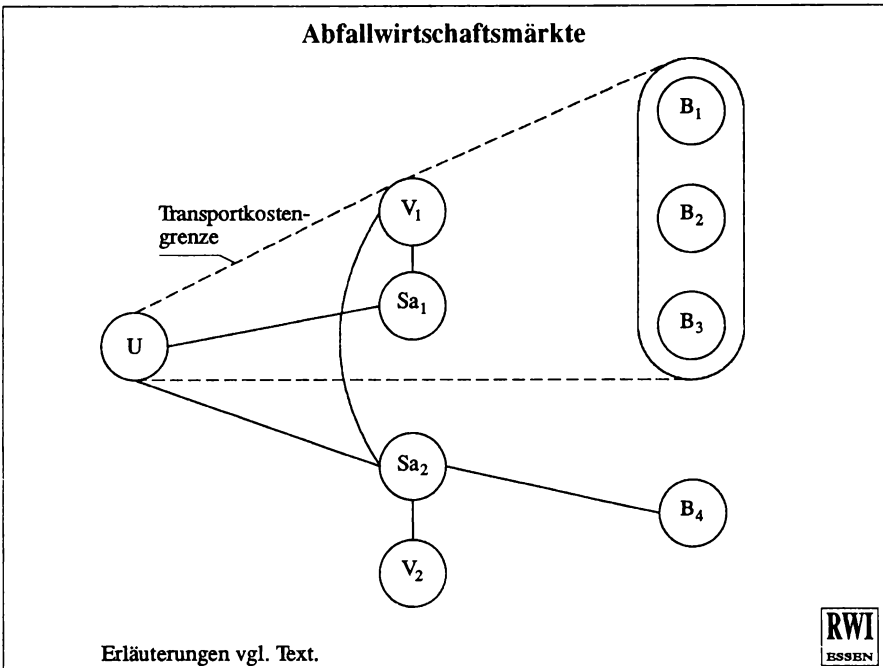 Abfallwirtschaftsmärkte
B₁
V₁
B₂
Transportkosten-
grenze
Sa₁
B₃
U
Sa₂
B₄
V₂
Erläuterungen vgl. Text.
RWI
ESSEN